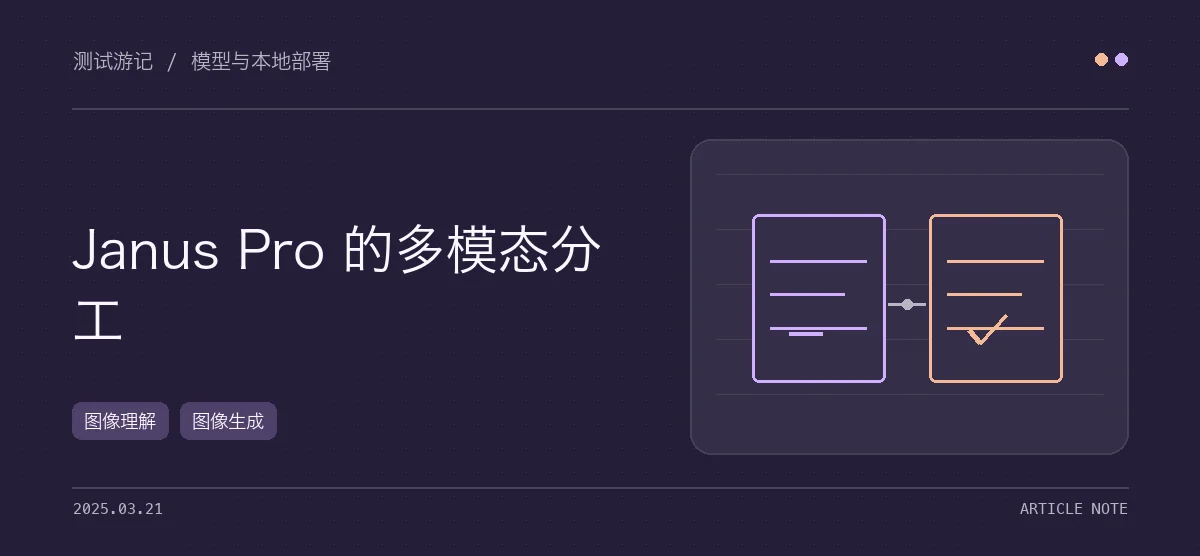 测试游记 / 模型与本地部署
Janus Pro 的多模态分
工
图像理解 图像生成
2025.03.21 ARTICLE NOTE